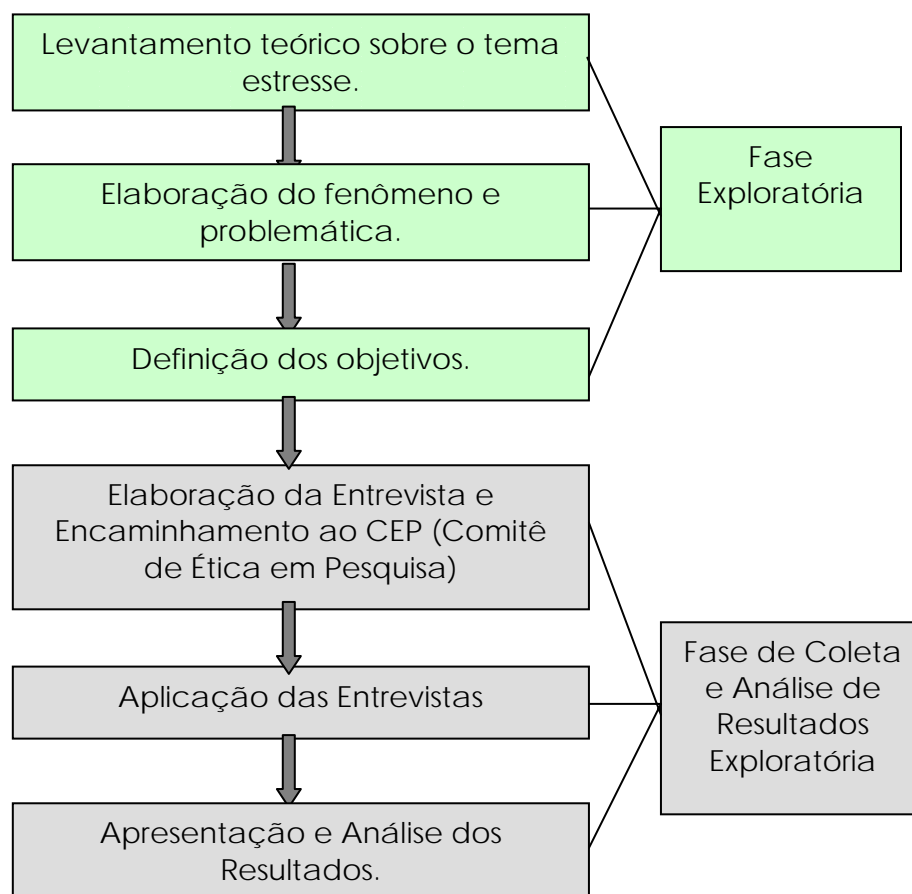 Levantamento teórico sobre o tema
estresse.
Elaboração do fenômeno e
problemática.
Definição dos objetivos.
Fase
Exploratória
Elaboração da Entrevista e
Encaminhamento ao CEP (Comitê
de Ética em Pesquisa)
Aplicação das Entrevistas
Apresentação e Análise dos
Resultados.
Fase de Coleta
e Análise de
Resultados
Exploratória